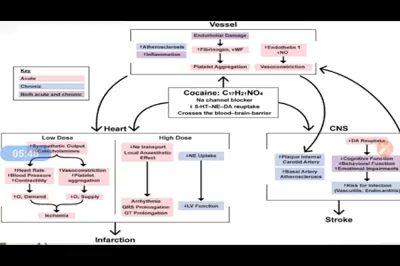 Vessel
Endothelial Damage
↑Atherosclerosis
↑Inflammation
↑Fibrinogen, vWF
Platelet Aggregation
↑Endothelin 1
↓NO
Vasoconstriction
Key
Acute
Chronic
Both acute and chronic
Cocaine: C₁₇H₂₁NO₄
Na channel blocker
↓ 5-HT-NE-DA reuptake
Crosses the blood-brain-barrier
Heart
Low Dose
↑Sympathetic Output
Catecholamines
05:40
↑Heart Rate
↑Blood Pressure
↑Contractility
↑Vasoconstriction
↑Platelet
aggregation
↑O₂ Demand
↓O₂ Supply
Ischemia
High Dose
↓Na transport
Local Anaesthetic
Effect
↓NE Uptake
Arrhythmia
QRS Prolongation
QT Prolongation
↓LV Function
Infarction
CNS
↑Plaque Internal
Carotid Artery
↑Basal Artery
Atherosclerosis
↓DA Reuptake
↓Cognitive Function
↓Behavioral Function
↑Emotional Impairments
↑Risk for Infection
(Vasculitis, Endocarditis)
Stroke